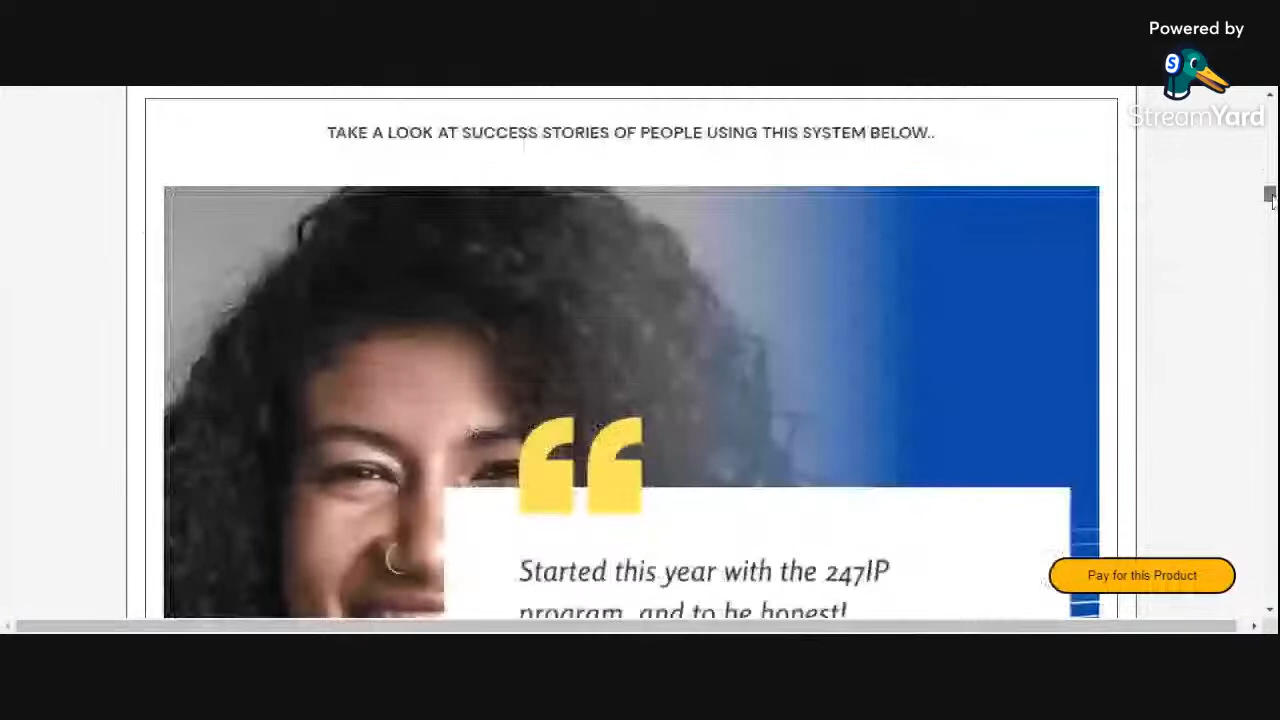 Powered by
StreamYard
TAKE A LOOK AT SUCCESS STORIES OF PEOPLE USING THIS SYSTEM BELOW..
Started this year with the 247IP
program, and to be honest!
Pay for this Product